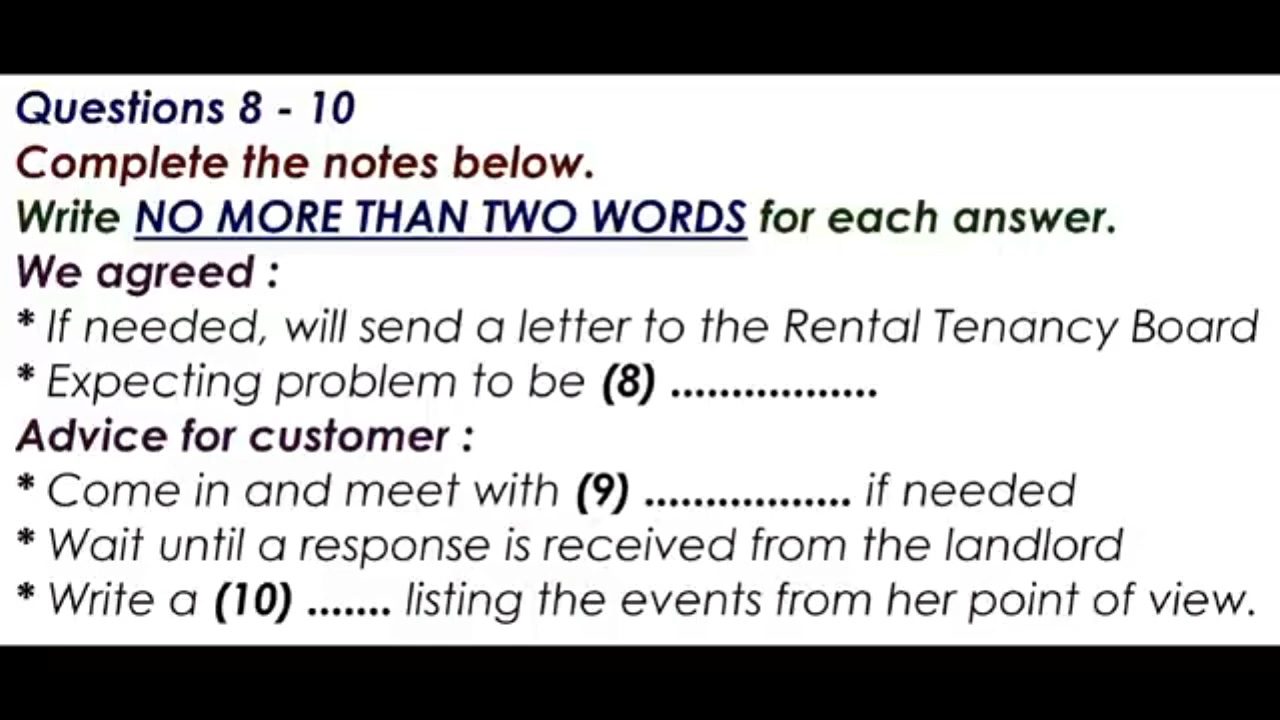 Questions 8 - 10
Complete the notes below.
Write NO MORE THAN TWO WORDS for each answer.
We agreed :
* If needed, will send a letter to the Rental Tenancy Board
* Expecting problem to be (8) .................
Advice for customer :
* Come in and meet with (9) ................. if needed
* Wait until a response is received from the landlord
* Write a (10) ....... listing the events from her point of view.